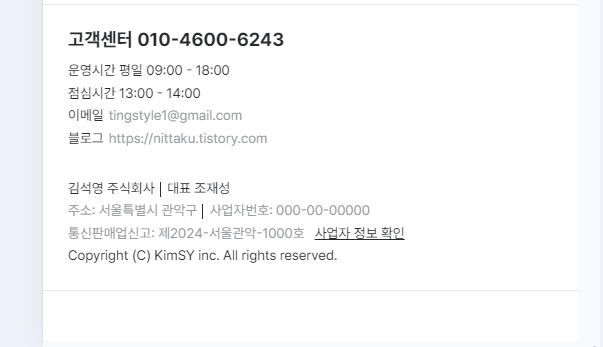 고객센터 010-4600-6243
운영시간 평일 09:00 - 18:00
점심시간 13:00 - 14:00
이메일 tingstyle1@gmail.com
블로그 https://nittaku.tistory.com
김석영 주식회사 | 대표 조재성
주소: 서울특별시 관악구 | 사업자번호: 000-00-00000
통신판매업신고: 제2024-서울관악-1000호 사업자 정보 확인
Copyright (C) KimSY inc. All rights reserved.